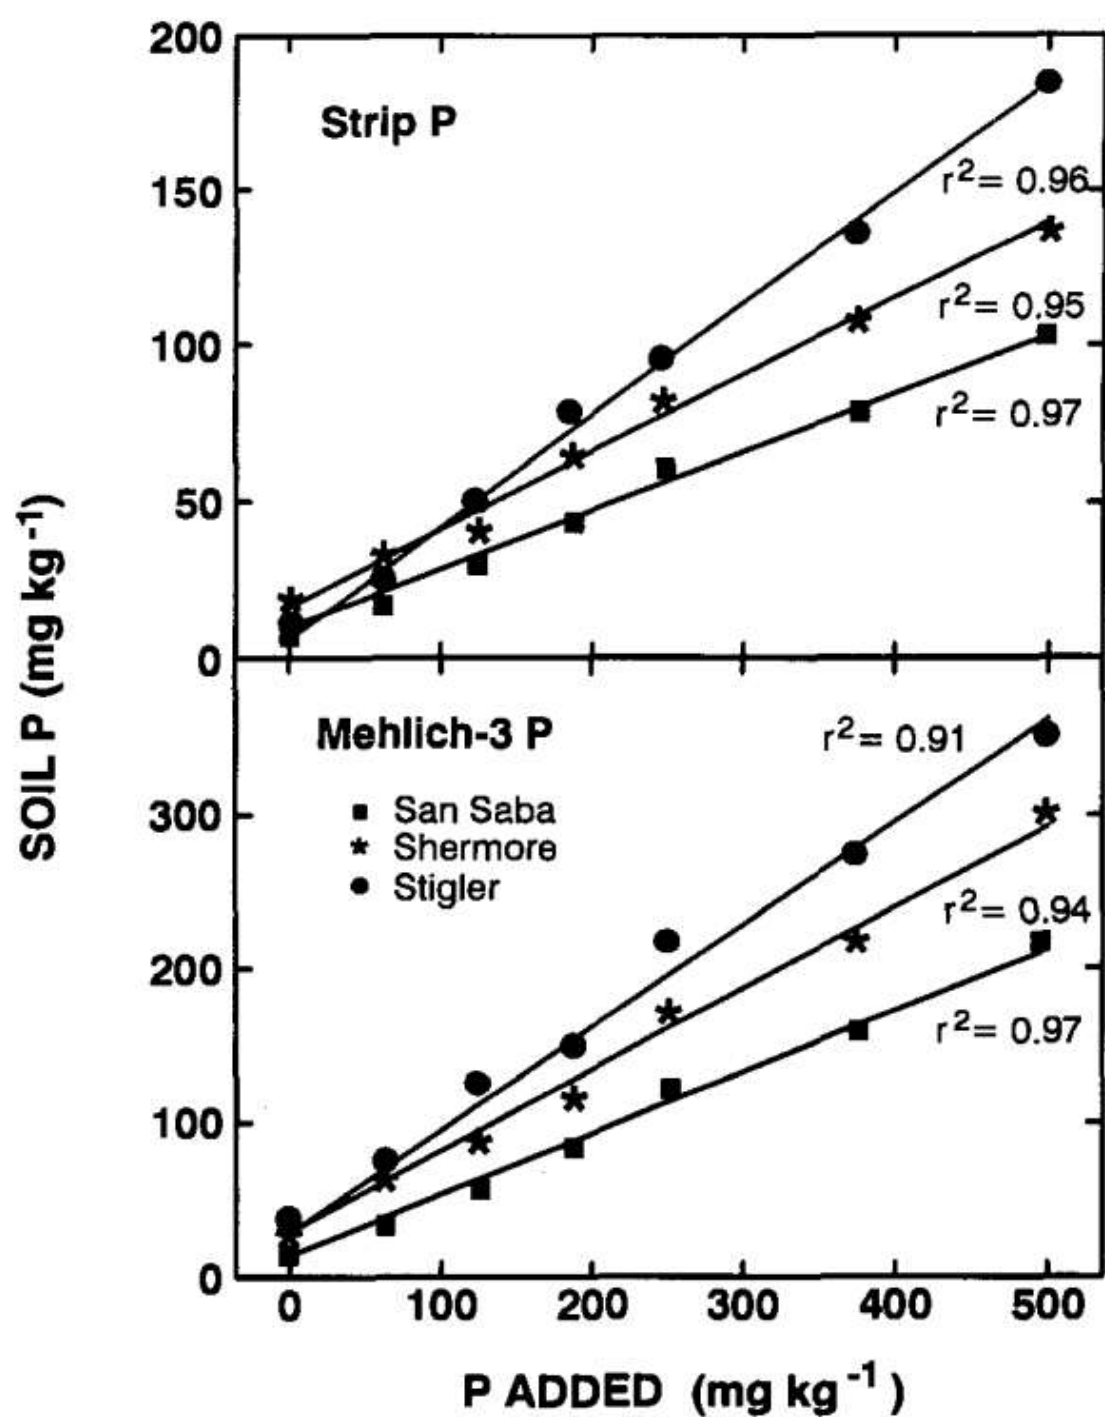 200
Strip P
r2= 0.96
150
r2= 0.95
100
r2= 0.97
50
0
SOIL P (mg kg-1)
Mehlich-3 P
r2= 0.91
San Saba
300
Shermore
Stigler
r2= 0.94
200
r2= 0.97
100
0
0 100 200 300 400 500
P ADDED (mg kg-1)